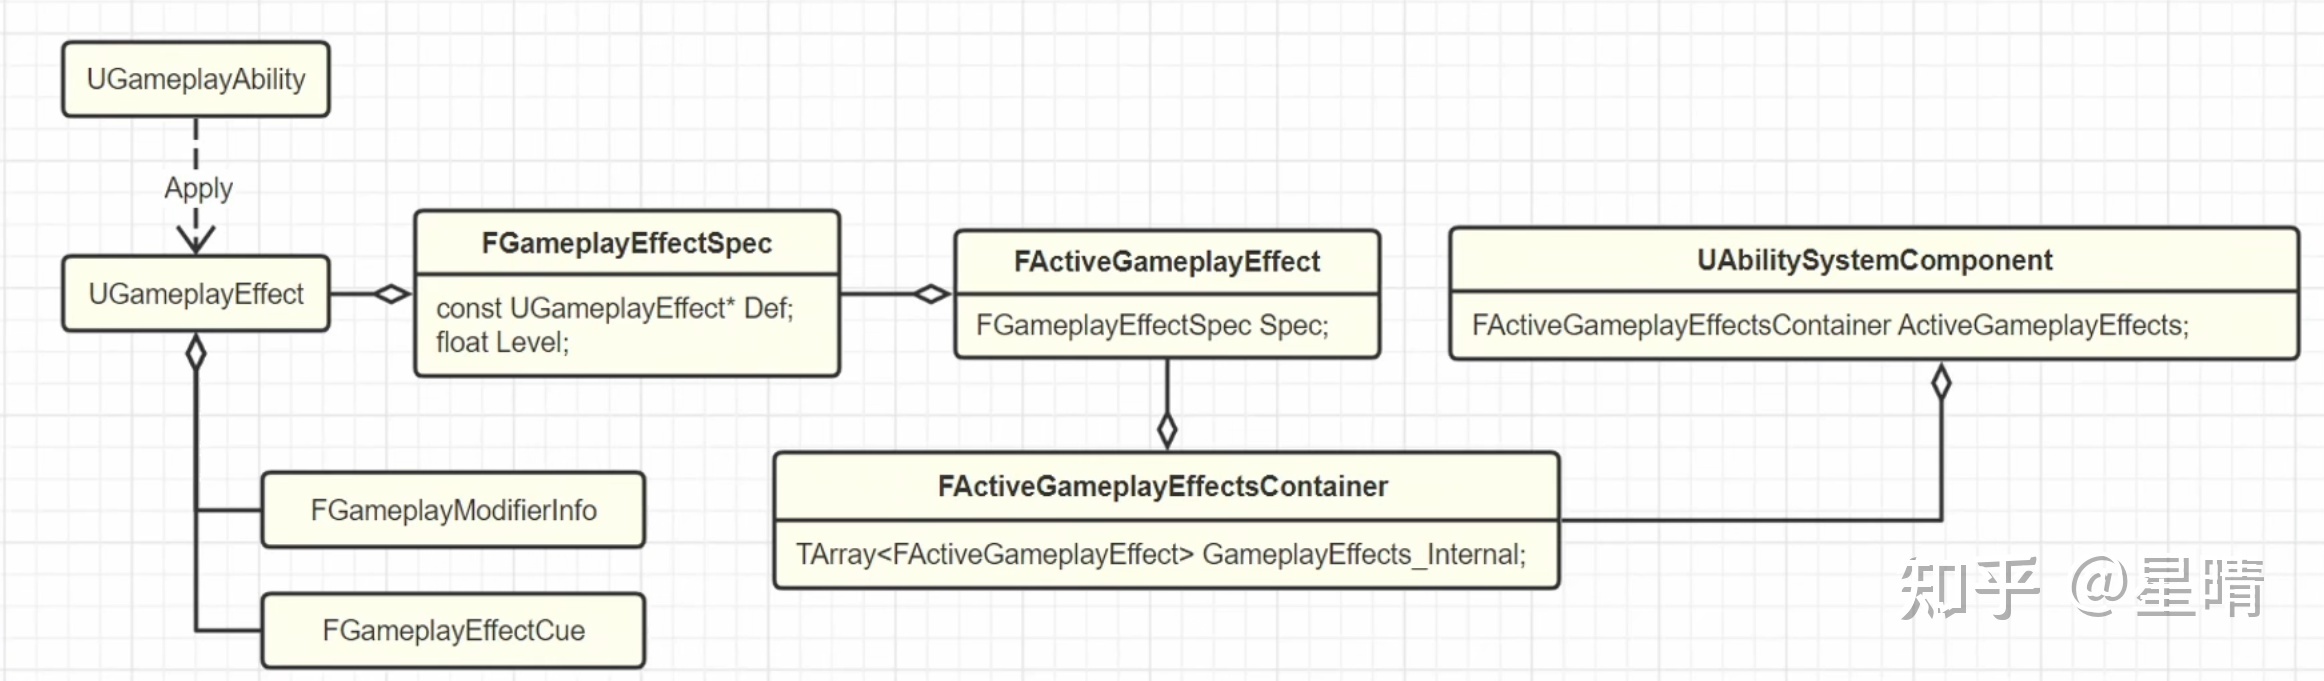 UGameplayAbility
Apply
UGameplayEffect
FGameplayEffectSpec
const UGameplayEffect* Def;
float Level;
FActiveGameplayEffect
FGameplayEffectSpec Spec;
UAbilitySystemComponent
FActiveGameplayEffectsContainer ActiveGameplayEffects;
FGameplayModifierInfo
FGameplayEffectCue
FActiveGameplayEffectsContainer
TArray<FActiveGameplayEffect> GameplayEffects_Internal;
知乎 @星晴